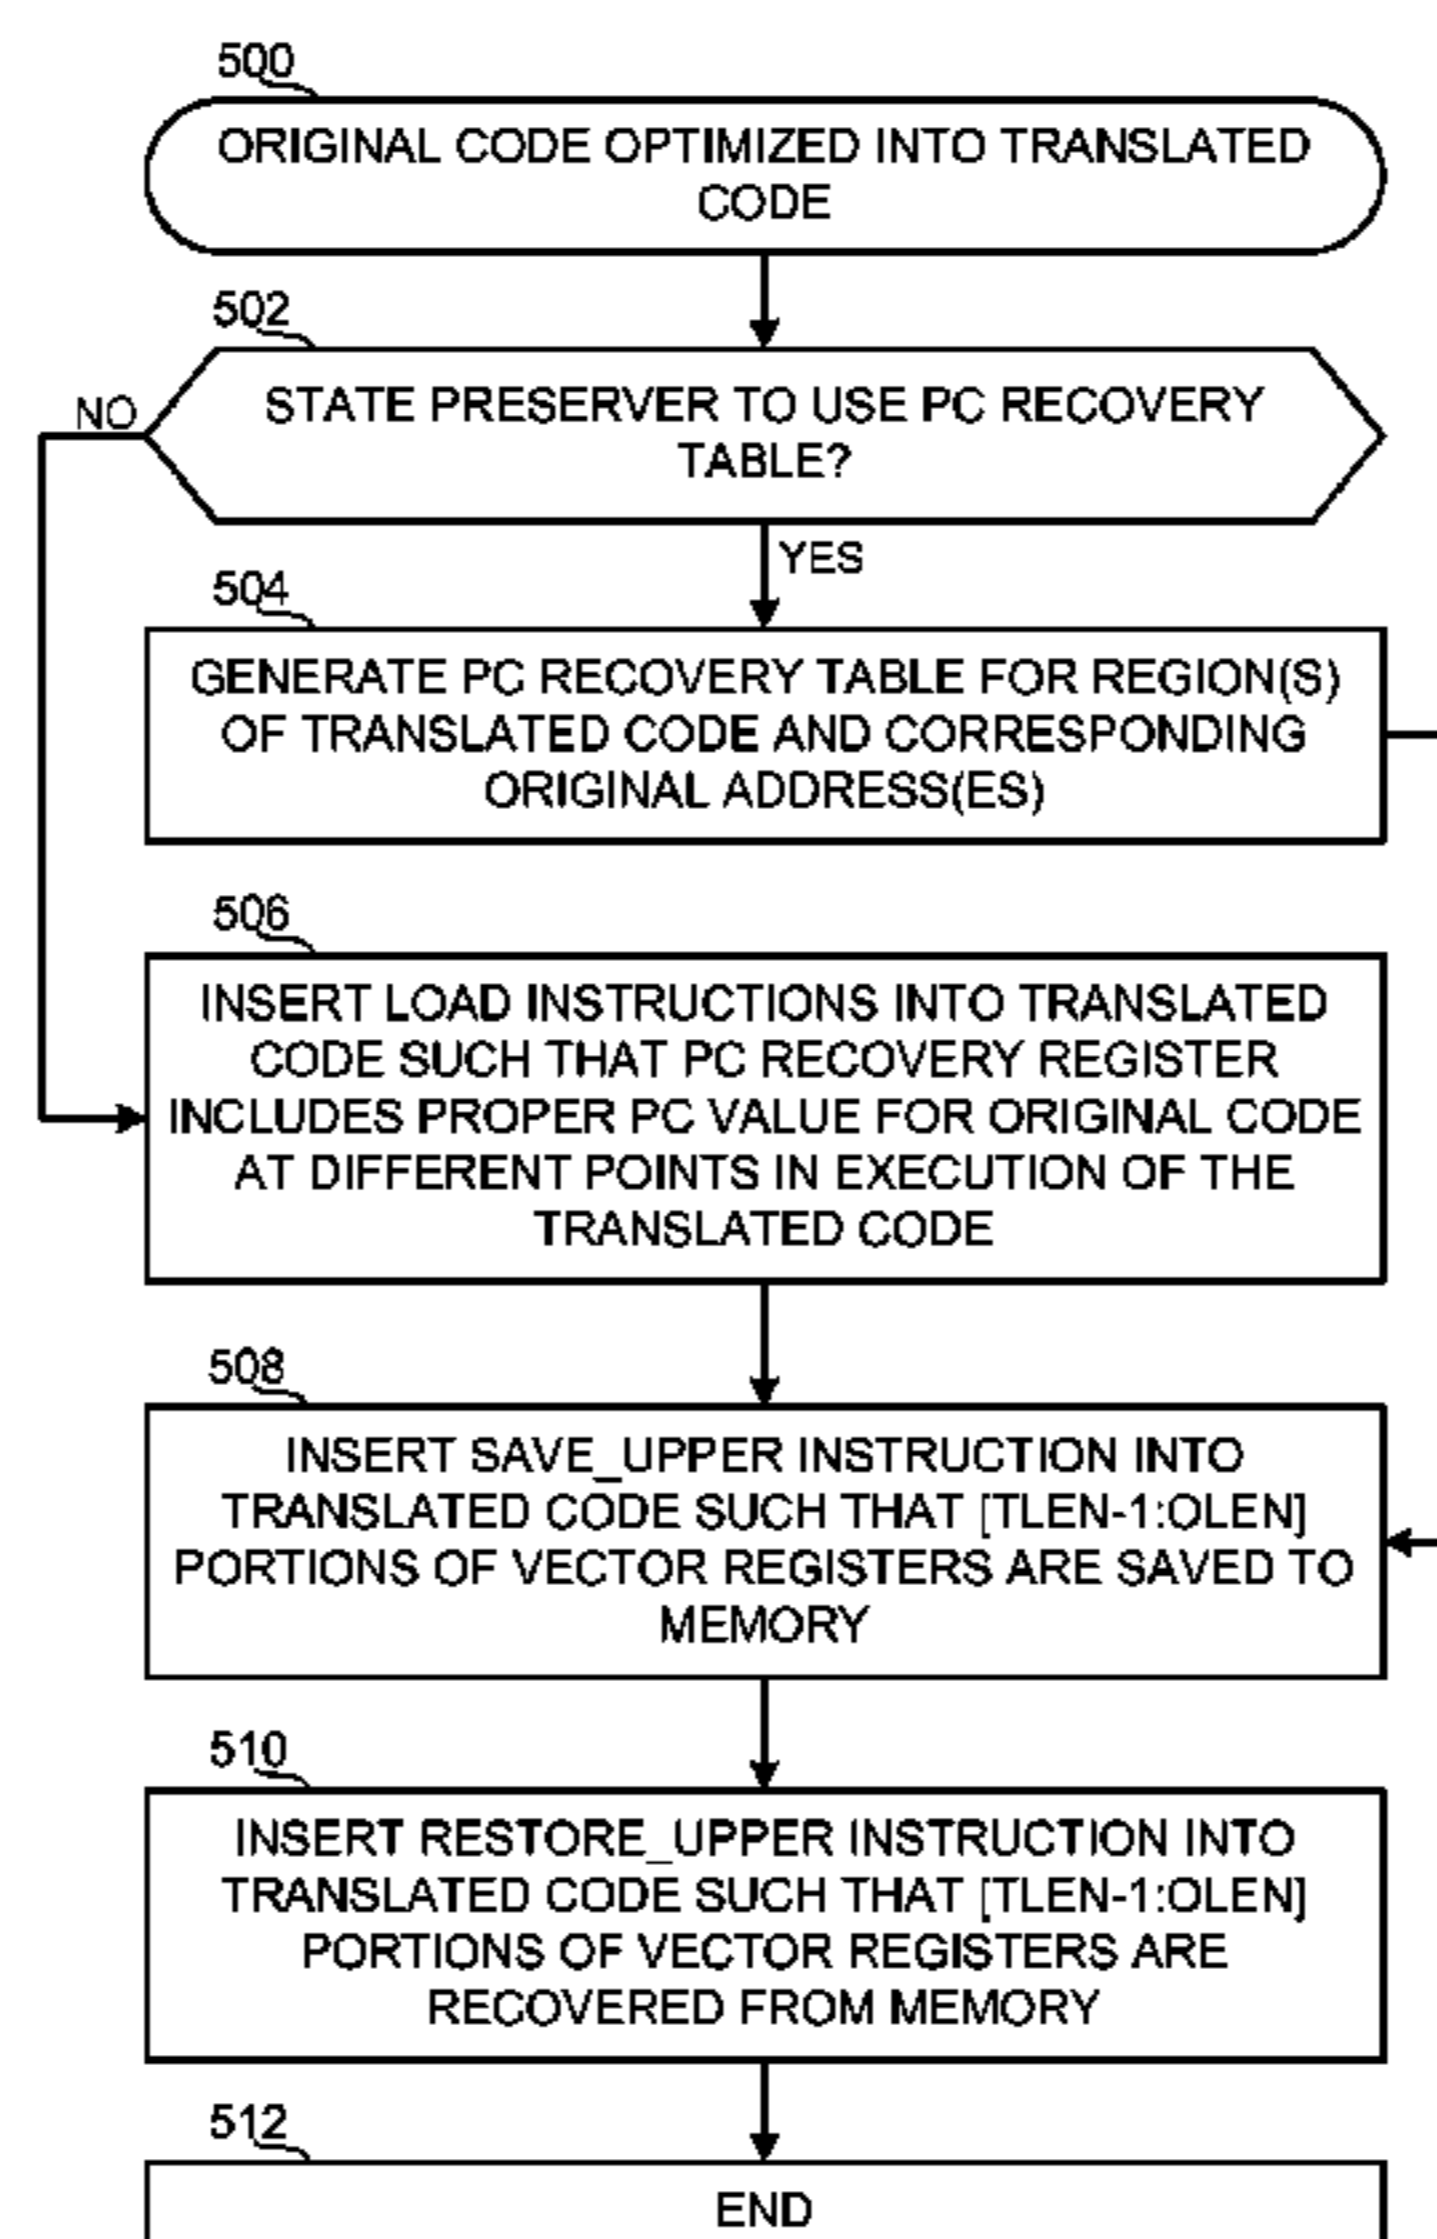 500
ORIGINAL CODE OPTIMIZED INTO TRANSLATED
CODE
502
NO
STATE PRESERVER TO USE PC RECOVERY
TABLE?
YES
504
GENERATE PC RECOVERY TABLE FOR REGION(S)
OF TRANSLATED CODE AND CORRESPONDING
ORIGINAL ADDRESS(ES)
506
INSERT LOAD INSTRUCTIONS INTO TRANSLATED
CODE SUCH THAT PC RECOVERY REGISTER
INCLUDES PROPER PC VALUE FOR ORIGINAL CODE
AT DIFFERENT POINTS IN EXECUTION OF THE
TRANSLATED CODE
508
INSERT SAVE_UPPER INSTRUCTION INTO
TRANSLATED CODE SUCH THAT [TLEN-1:OLEN]
PORTIONS OF VECTOR REGISTERS ARE SAVED TO
MEMORY
510
INSERT RESTORE_UPPER INSTRUCTION INTO
TRANSLATED CODE SUCH THAT [TLEN-1:OLEN]
PORTIONS OF VECTOR REGISTERS ARE
RECOVERED FROM MEMORY
512
END